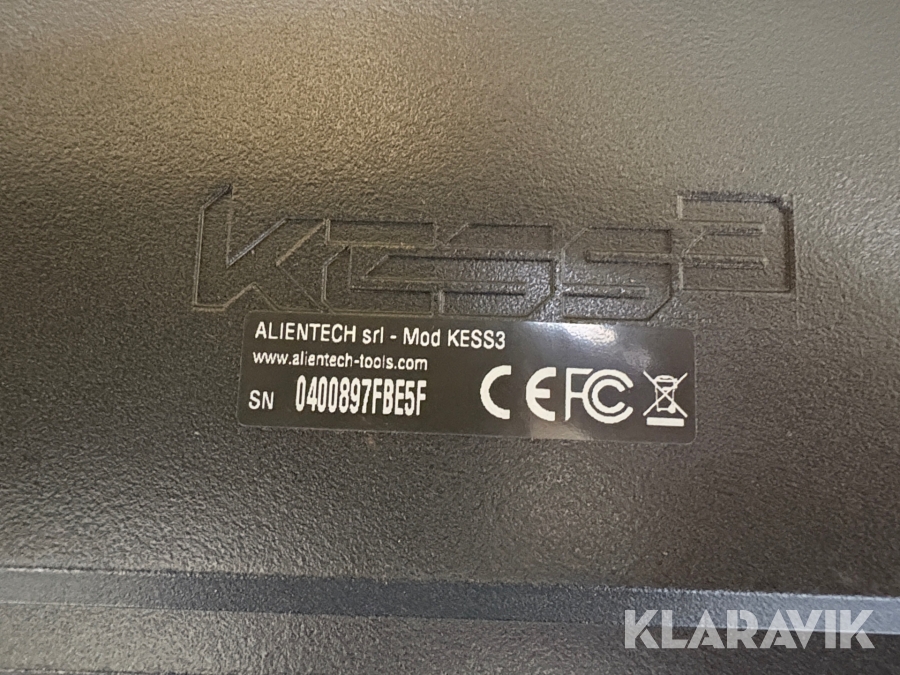 KESS3
ALIENTECH srl - Mod KESS3
www.alientech-tools.com
SN 0400897FBE5F
CE FC
KLARAVIK